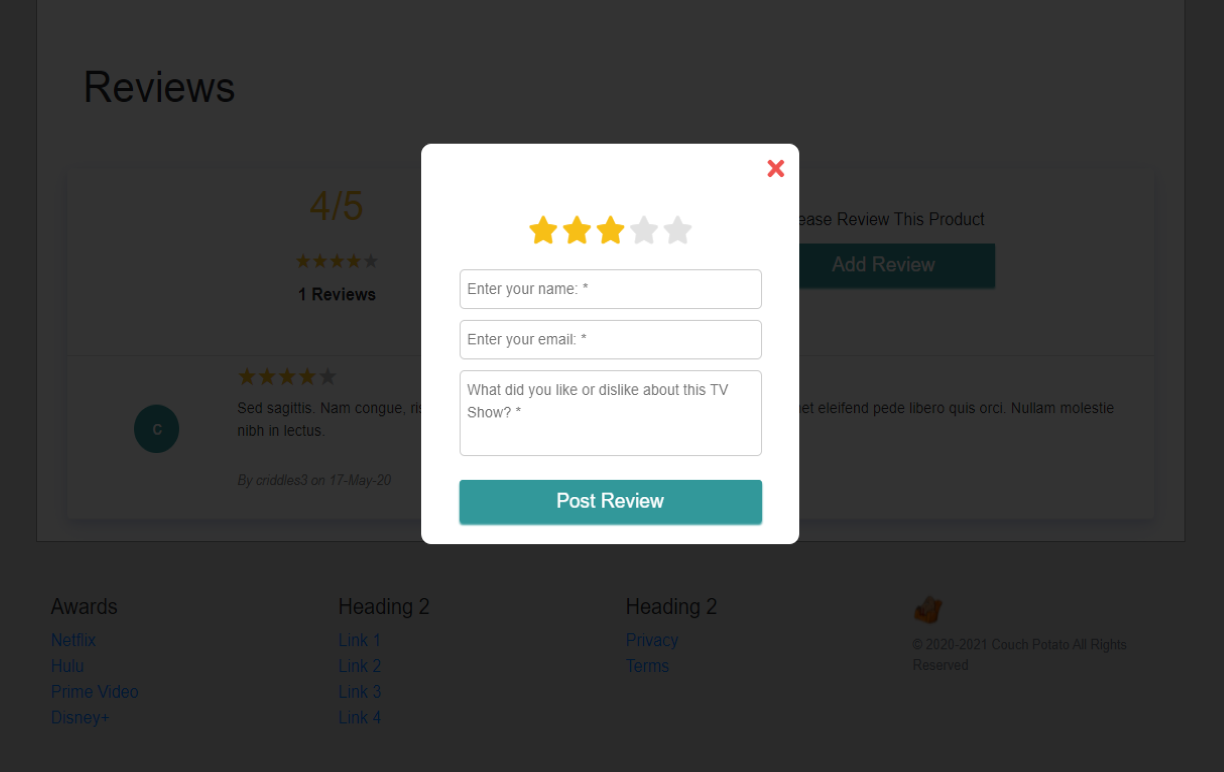 Reviews
4/5
1 Reviews
ease Review This Product
Add Review
Enter your name: *
Enter your email: *
What did you like or dislike about this TV
Show? *
Post Review
C
Sed sagittis. Nam congue, et eleifend pede libero quis orci. Nullam molestie
nibh in lectus.
By criddles3 on 17-May-20
Awards
Netflix
Hulu
Prime Video
Disney+
Heading 2
Link 1
Link 2
Link 3
Link 4
Heading 2
Privacy
Terms
© 2020-2021 Couch Potato All Rights
Reserved